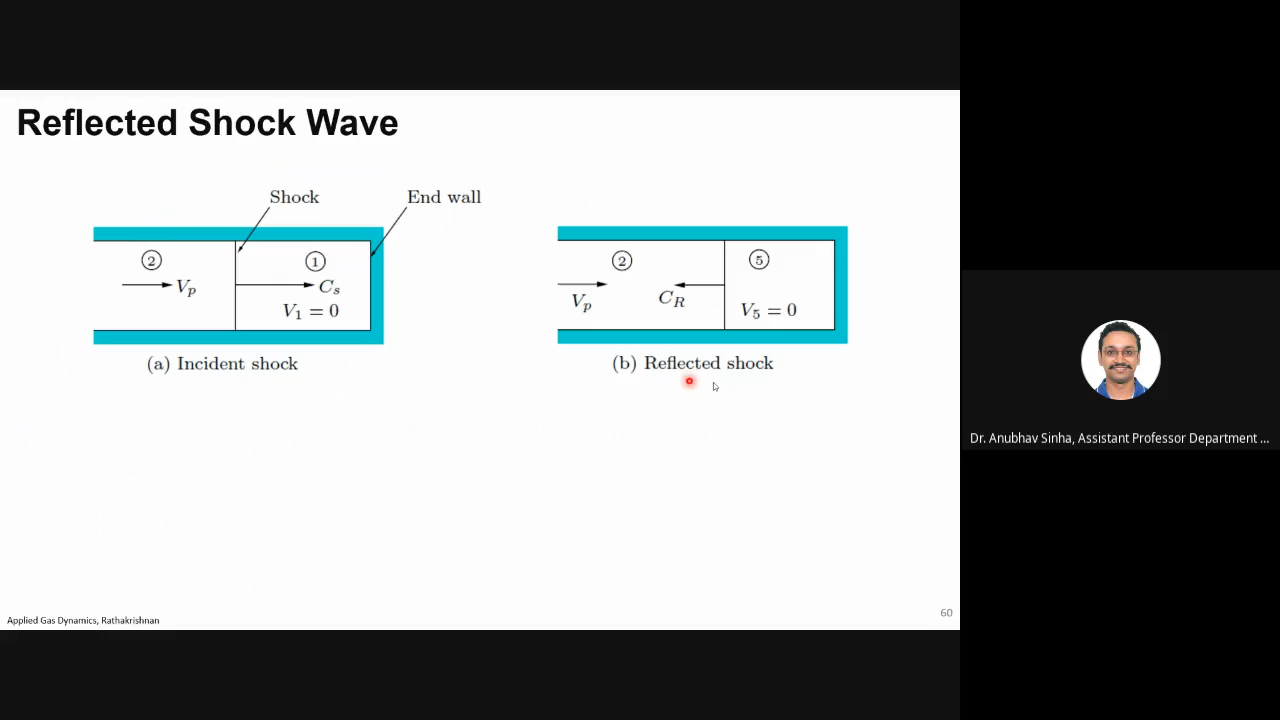 Reflected Shock Wave
Shock
End wall
② ①
V_p C_s
V_1 = 0
(a) Incident shock
② ⑤
V_p C_R
V_5 = 0
(b) Reflected shock
Applied Gas Dynamics, Rathakrishnan
60
Dr. Anubhav Sinha, Assistant Professor Department ...